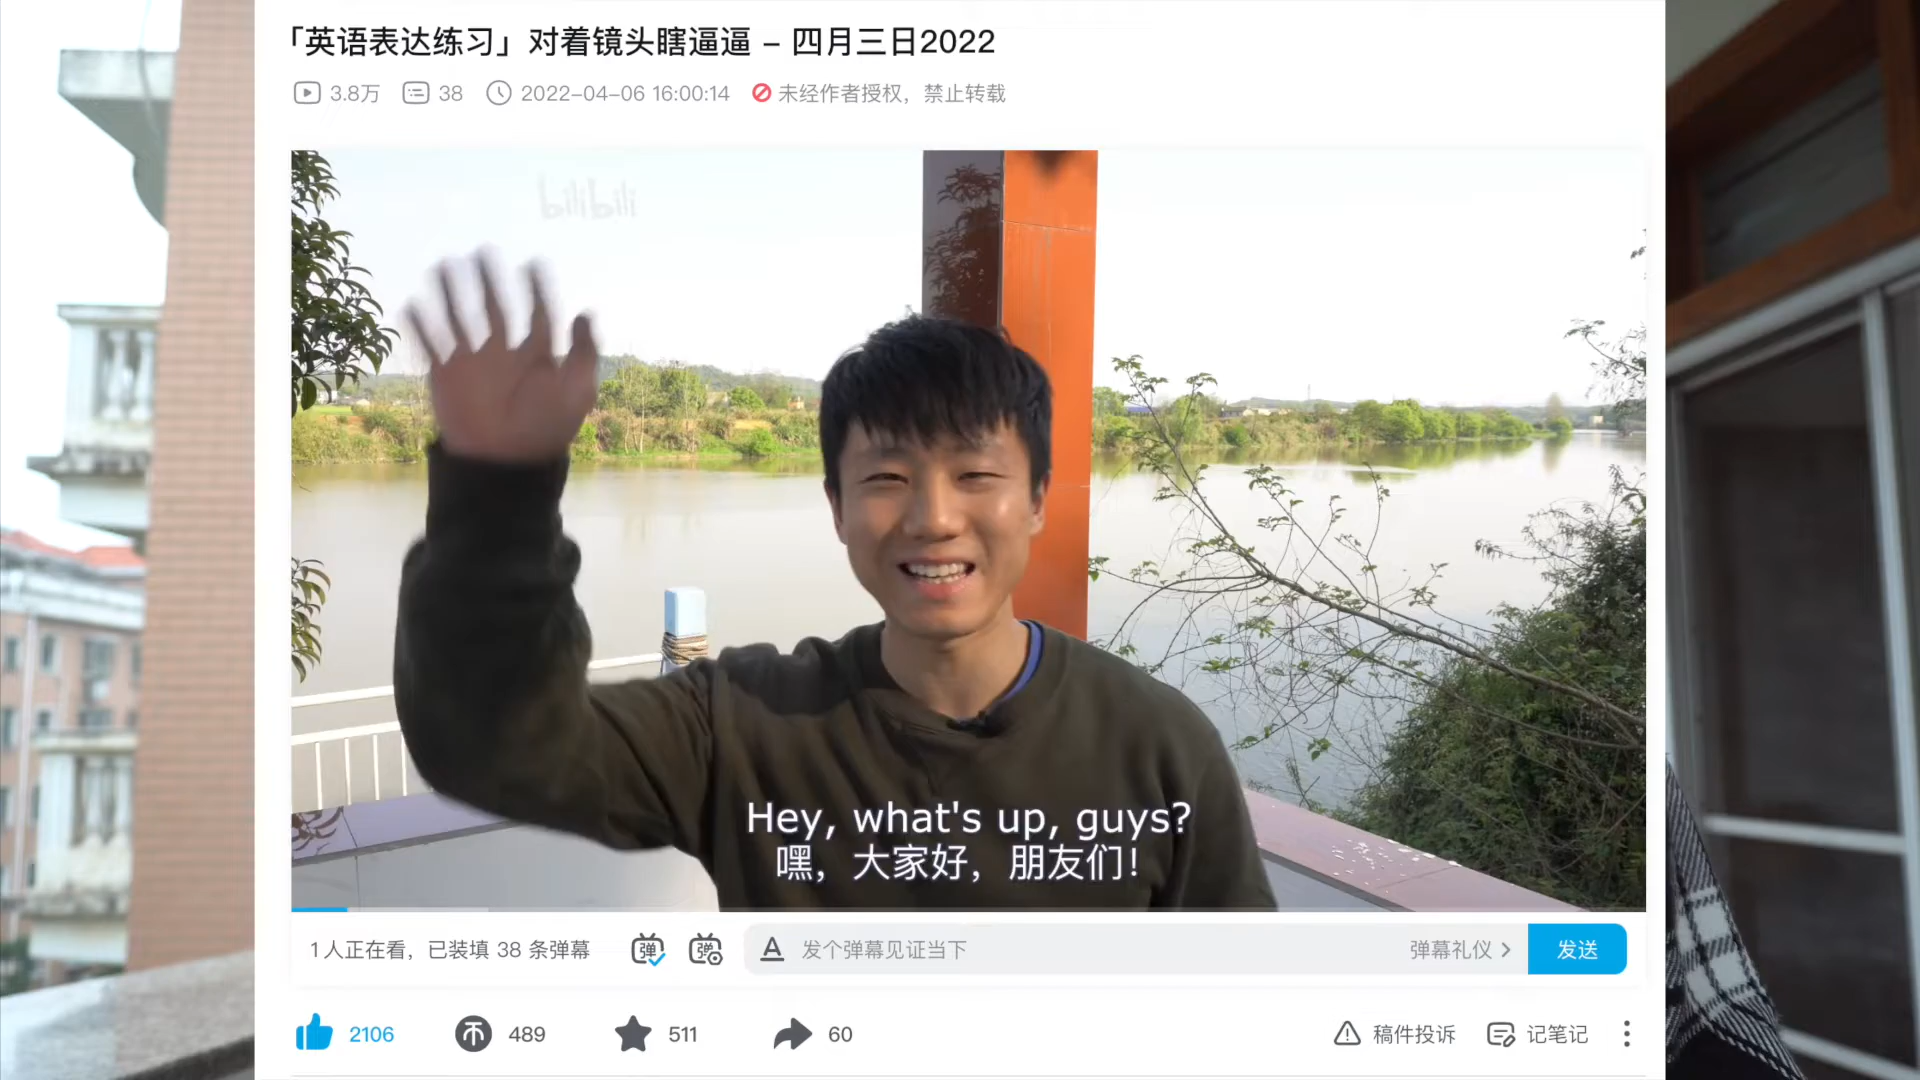 「英语表达练习」对着镜头瞎逼逼 – 四月三日2022
3.8万 38 2022-04-06 16:00:14 未经作者授权，禁止转载
bilibili
Hey, what's up, guys?
嘿，大家好，朋友们！
1人正在看，已装填 38 条弹幕 弹 弹 A 发个弹幕见证当下 弹幕礼仪 > 发送
2106 币 489 511 60 稿件投诉 记笔记